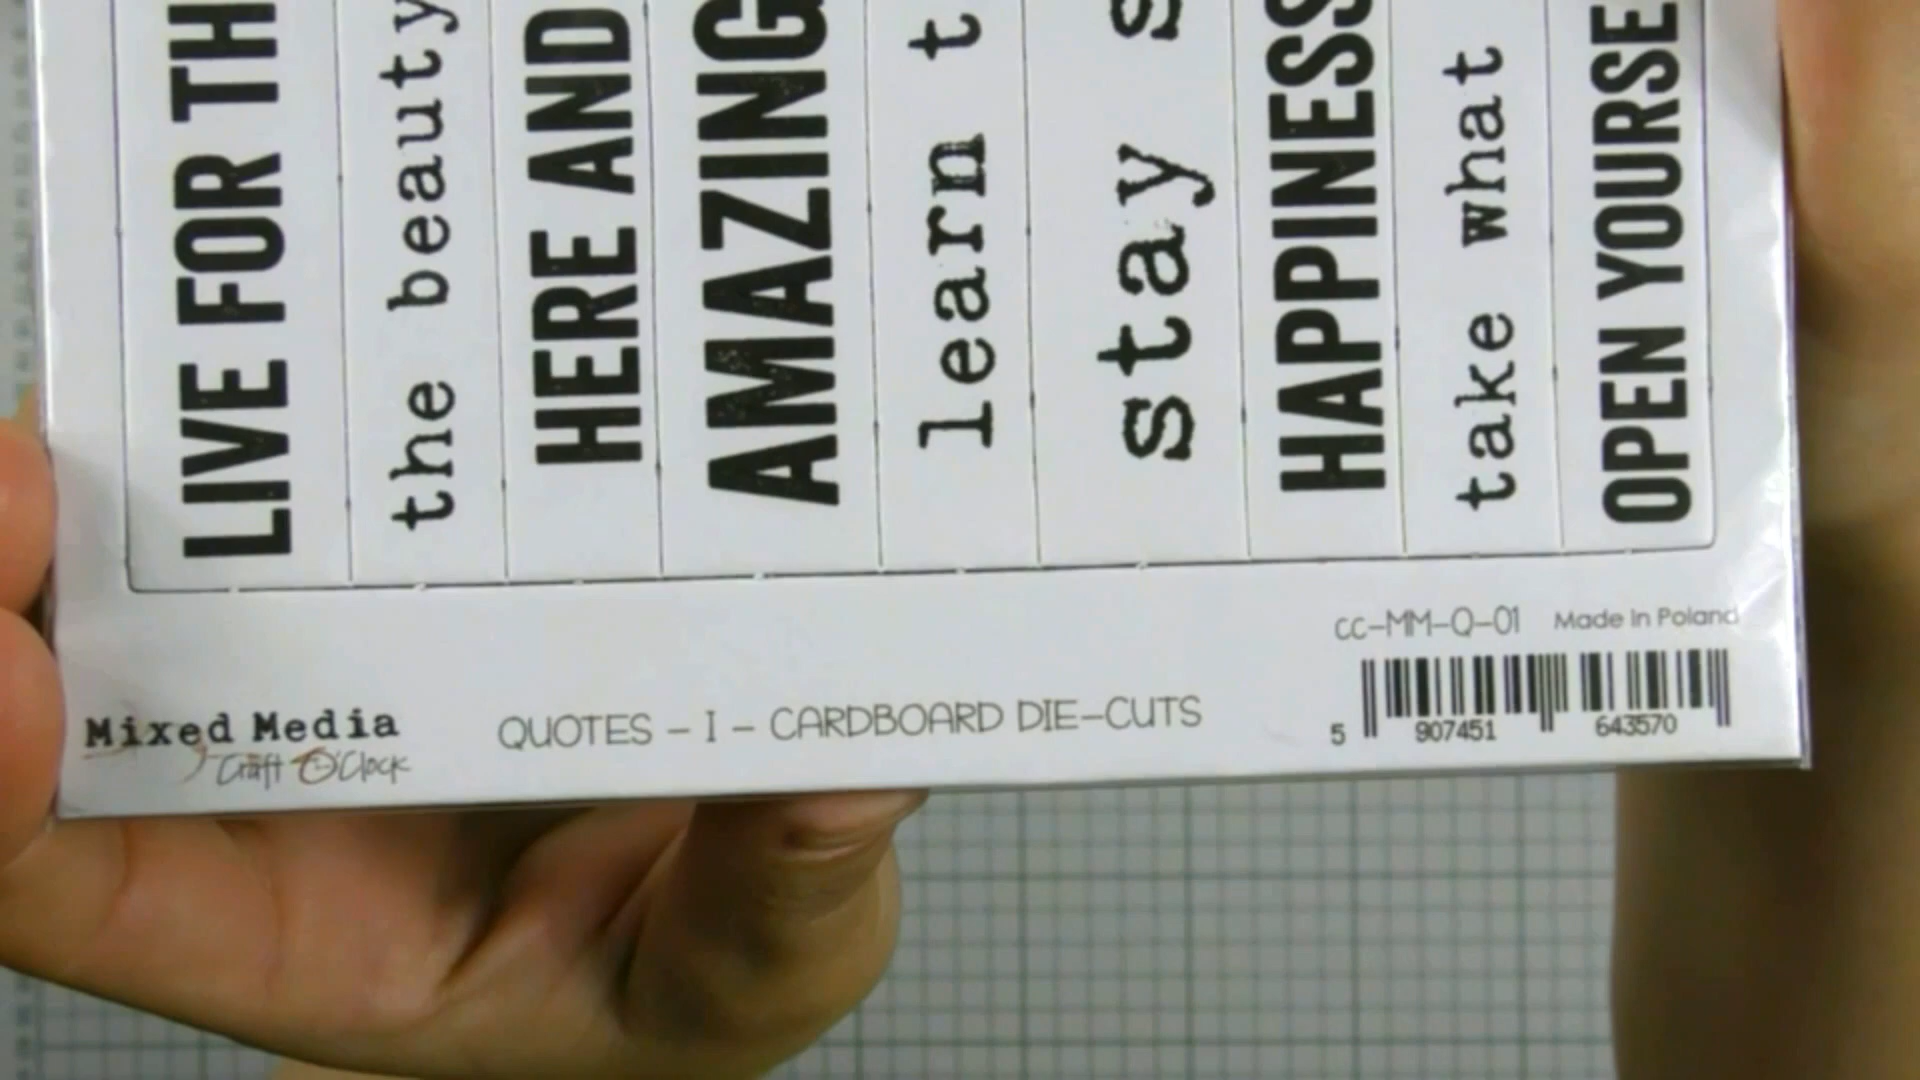 LIVE FOR TH
the beauty
HERE AND
AMAZING
learn t
stay s
HAPPINESS
take what
OPEN YOURSE
cc-MM-Q-01 Made in Poland
Mixed Media
Craft O'Clock
QUOTES - I - CARDBOARD DIE-CUTS
5 907451 643570